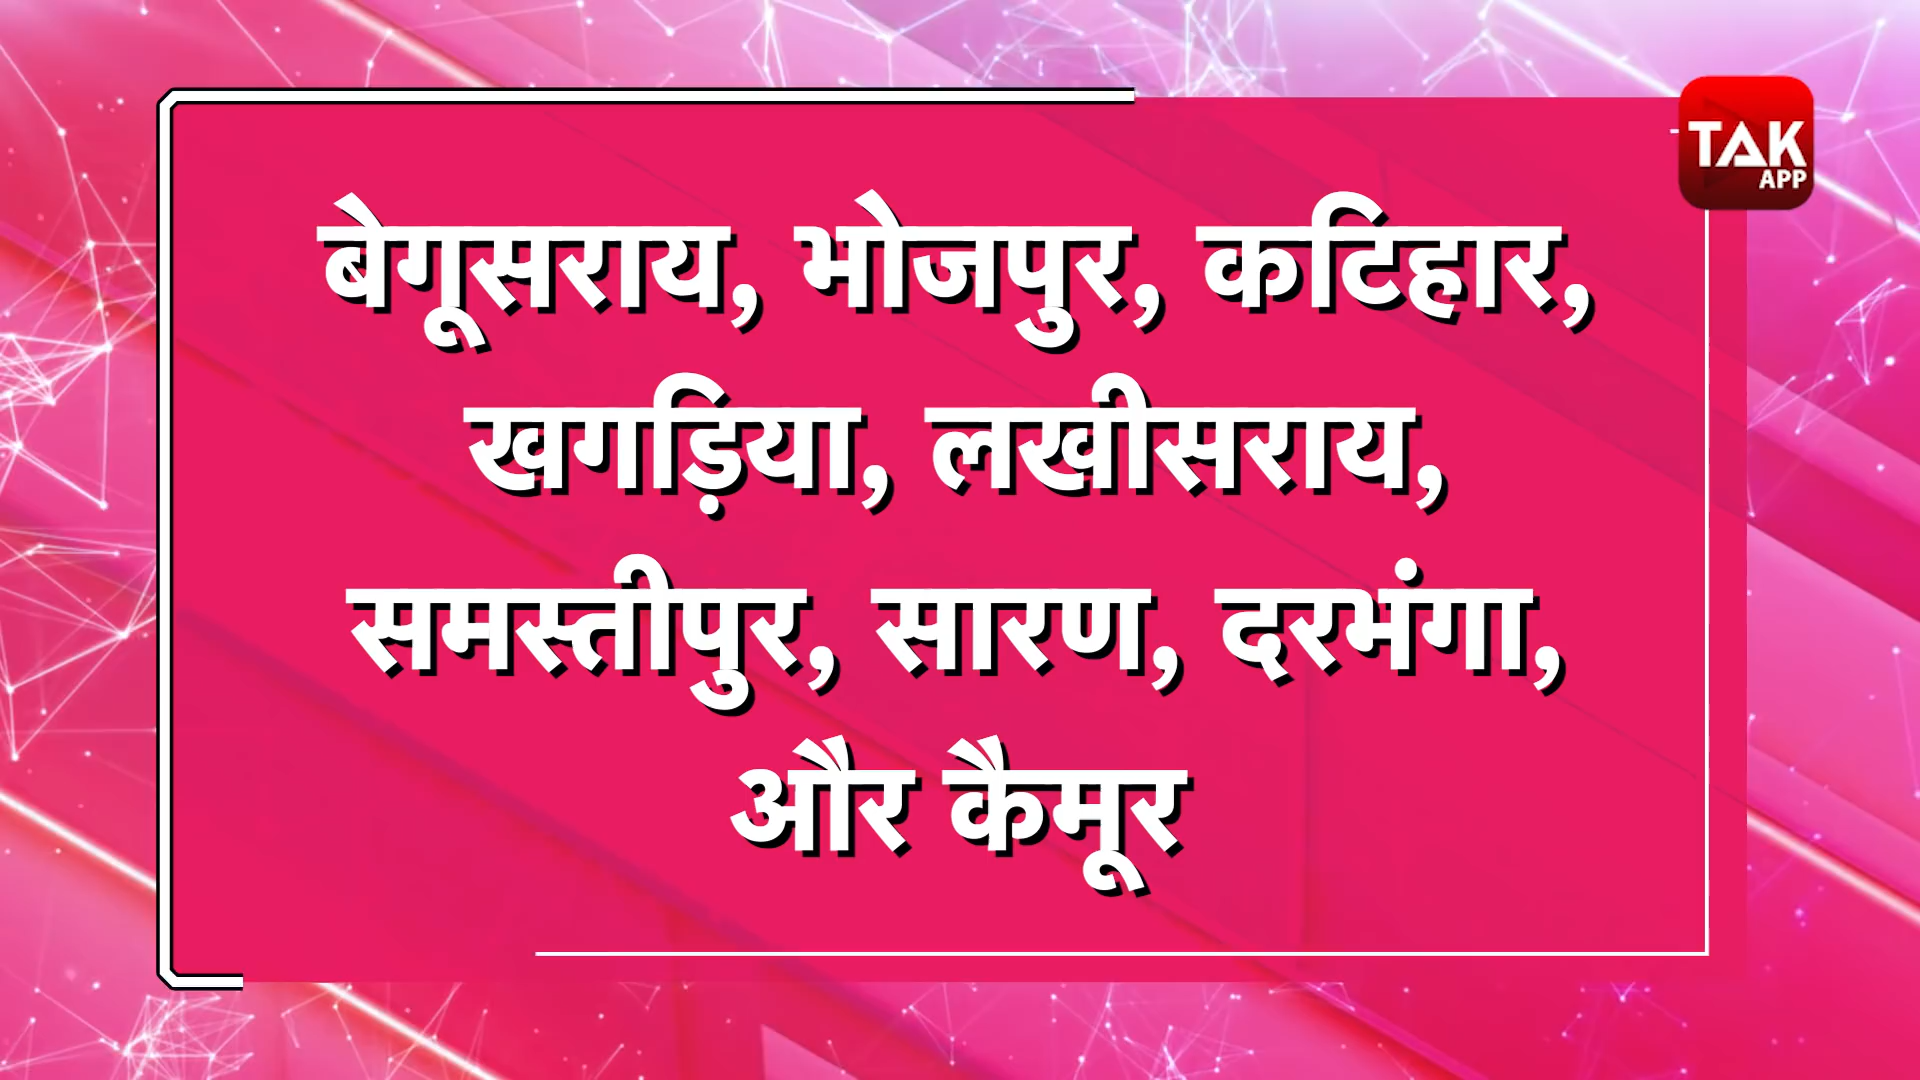 TAK
APP
बेगूसराय, भोजपुर, कटिहार,
खगड़िया, लखीसराय,
समस्तीपुर, सारण, दरभंगा,
और कैमूर